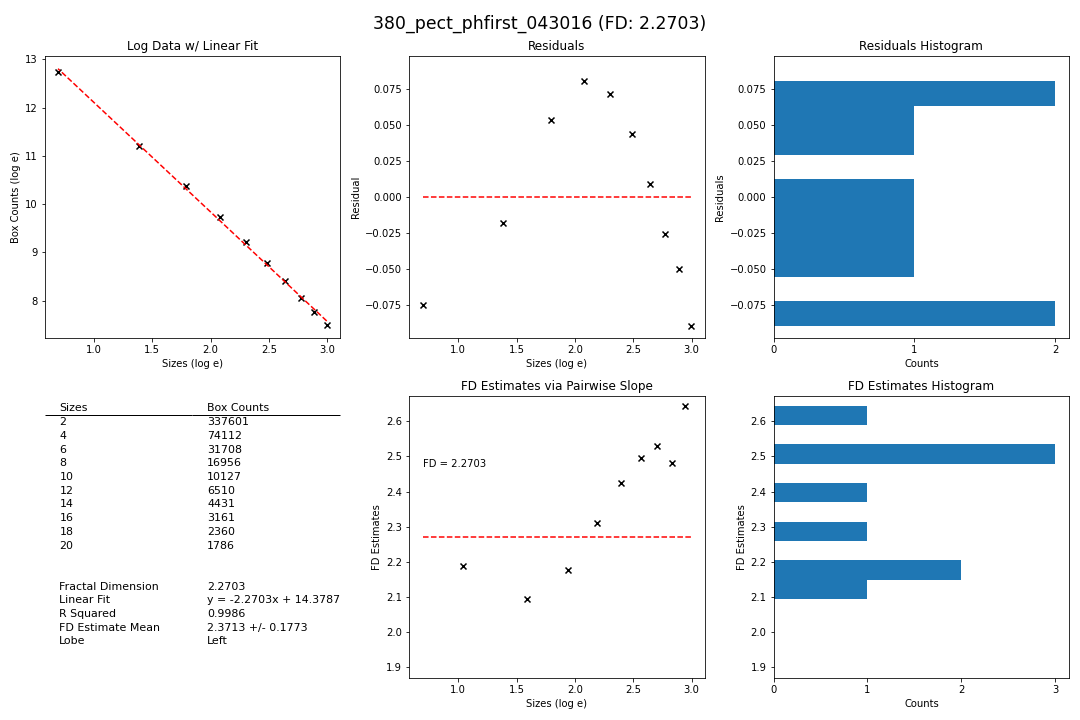 380_pect_phfirst_043016 (FD: 2.2703)
Log Data w/ Linear Fit
13
12
11
10
9
8
Box Counts (log e)
1.0 1.5 2.0 2.5 3.0
Sizes (log e)
Residuals
0.075
0.050
0.025
0.000
−0.025
−0.050
−0.075
Residual
1.0 1.5 2.0 2.5 3.0
Sizes (log e)
Residuals Histogram
0.075
0.050
0.025
0.000
−0.025
−0.050
−0.075
Residuals
0 1 2
Counts
Sizes Box Counts
2 337601
4 74112
6 31708
8 16956
10 10127
12 6510
14 4431
16 3161
18 2360
20 1786
Fractal Dimension 2.2703
Linear Fit y = -2.2703x + 14.3787
R Squared 0.9986
FD Estimate Mean 2.3713 +/- 0.1773
Lobe Left
FD Estimates via Pairwise Slope
2.6
2.5
2.4
2.3
2.2
2.1
2.0
1.9
FD Estimates
FD = 2.2703
1.0 1.5 2.0 2.5 3.0
Sizes (log e)
FD Estimates Histogram
2.6
2.5
2.4
2.3
2.2
2.1
2.0
1.9
FD Estimates
0 1 2 3
Counts